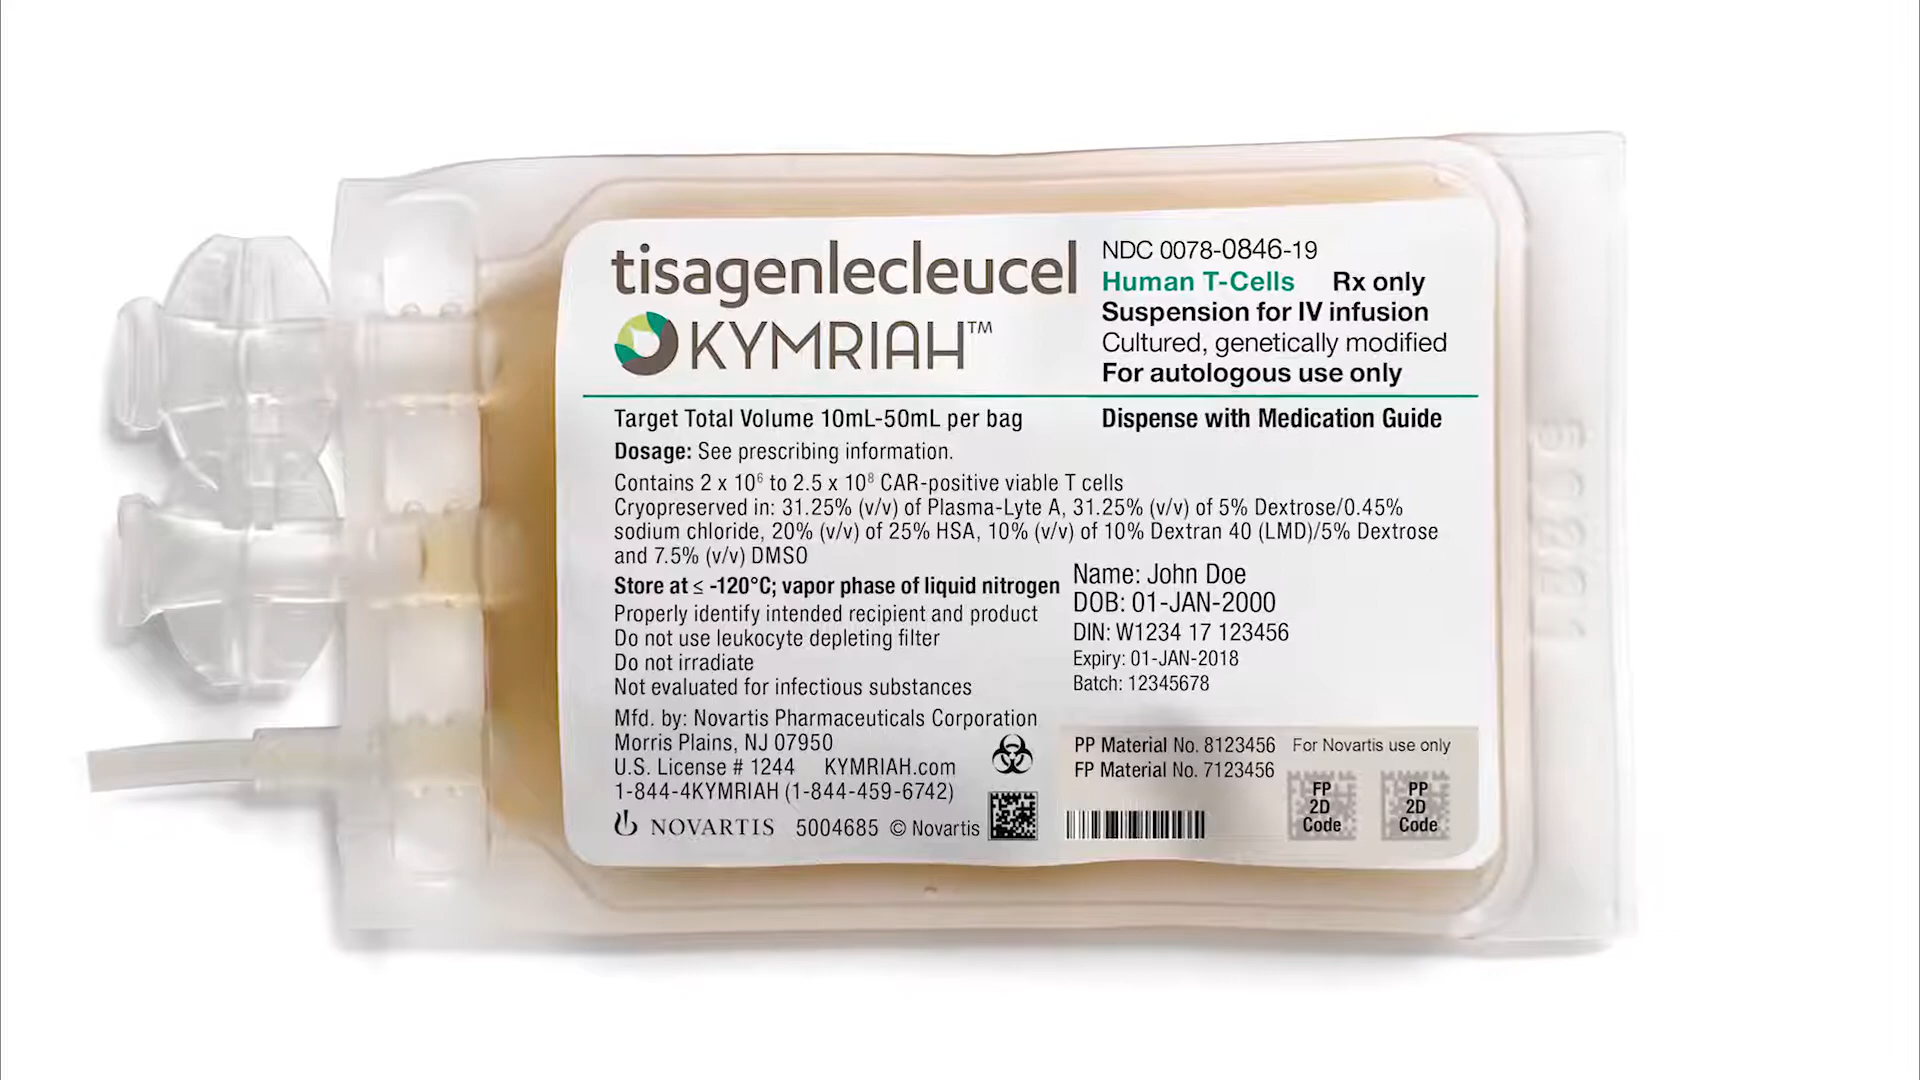 tisagenlecleucel
KYMRIAH™
NDC 0078-0846-19
Human T-Cells Rx only
Suspension for IV infusion
Cultured, genetically modified
For autologous use only
Target Total Volume 10mL-50mL per bag
Dispense with Medication Guide
Dosage: See prescribing information.
Contains 2 x 10⁶ to 2.5 x 10⁸ CAR-positive viable T cells
Cryopreserved in: 31.25% (v/v) of Plasma-Lyte A, 31.25% (v/v) of 5% Dextrose/0.45%
sodium chloride, 20% (v/v) of 25% HSA, 10% (v/v) of 10% Dextran 40 (LMD)/5% Dextrose
and 7.5% (v/v) DMSO
Store at ≤ -120°C; vapor phase of liquid nitrogen
Properly identify intended recipient and product
Do not use leukocyte depleting filter
Do not irradiate
Not evaluated for infectious substances
Name: John Doe
DOB: 01-JAN-2000
DIN: W1234 17 123456
Expiry: 01-JAN-2018
Batch: 12345678
Mfd. by: Novartis Pharmaceuticals Corporation
Morris Plains, NJ 07950
U.S. License # 1244 KYMRIAH.com
1-844-4KYMRIAH (1-844-459-6742)
NOVARTIS 5004685 © Novartis
PP Material No. 8123456 For Novartis use only
FP Material No. 7123456
FP
2D
Code
PP
2D
Code